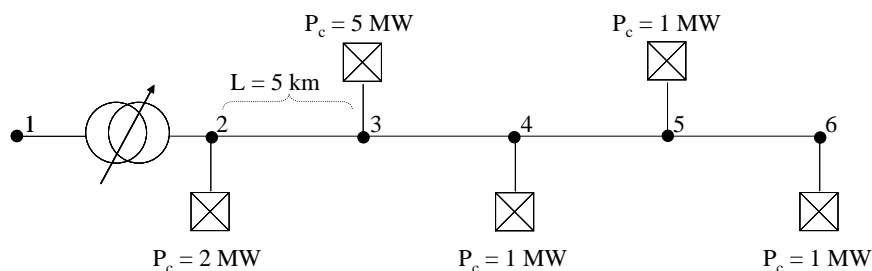 P_c = 5 MW
P_c = 1 MW
L = 5 km
1
2
3
4
5
6
P_c = 2 MW
P_c = 1 MW
P_c = 1 MW